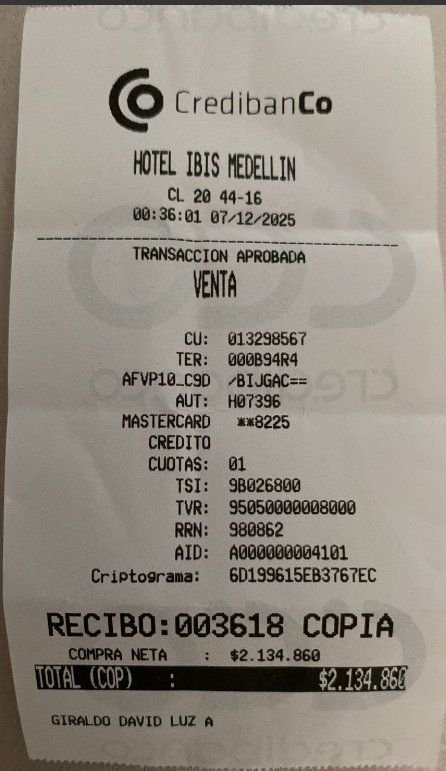 CredibanCo
HOTEL IBIS MEDELLIN
CL 20 44-16
00:36:01 07/12/2025
TRANSACCION APROBADA
VENTA
CU: 013298567
TER: 000B94R4
AFVP10_C9D /BIJGAC==
AUT: H07396
MASTERCARD **8225
CREDITO
CUOTAS: 01
TSI: 9B026800
TVR: 95050000008000
RRN: 980862
AID: A000000004101
Criptograma: 6D199615EB3767EC
RECIBO:003618 COPIA
COMPRA NETA : $2.134.860
TOTAL (COP) : $2.134.860
GIRALDO DAVID LUZ A